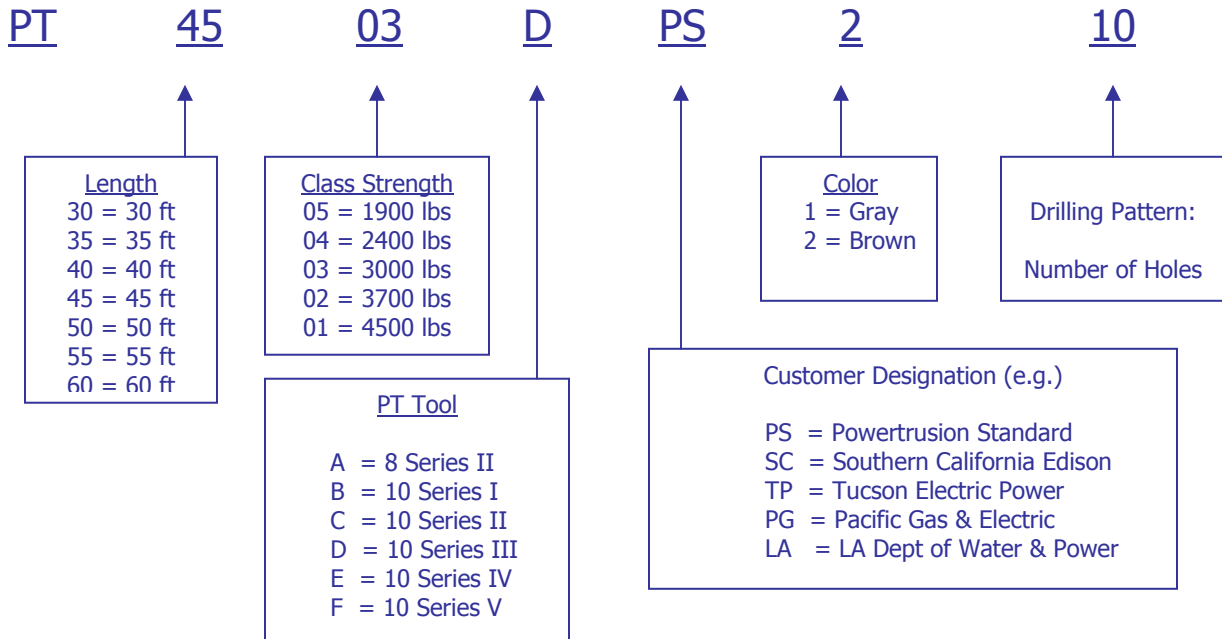 PT 45 03 D PS 2 10
Length
30 = 30 ft
35 = 35 ft
40 = 40 ft
45 = 45 ft
50 = 50 ft
55 = 55 ft
60 = 60 ft
Class Strength
05 = 1900 lbs
04 = 2400 lbs
03 = 3000 lbs
02 = 3700 lbs
01 = 4500 lbs
Color
1 = Gray
2 = Brown
Drilling Pattern:
Number of Holes
PT Tool
A = 8 Series II
B = 10 Series I
C = 10 Series II
D = 10 Series III
E = 10 Series IV
F = 10 Series V
Customer Designation (e.g.)
PS = Powertrusion Standard
SC = Southern California Edison
TP = Tucson Electric Power
PG = Pacific Gas & Electric
LA = LA Dept of Water & Power